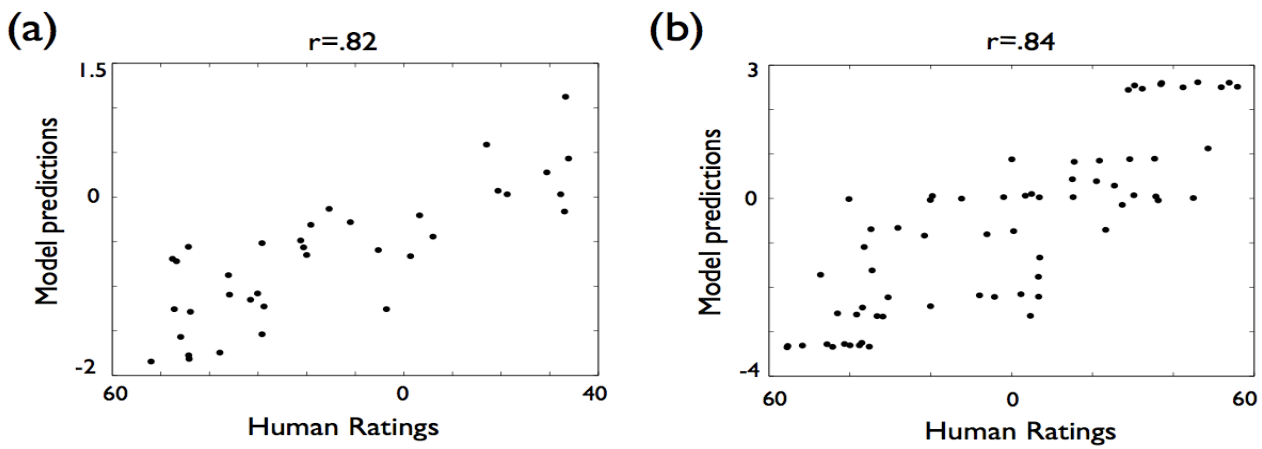 (a)
r=.82
1.5
0
-2
Model predictions
60
0
40
Human Ratings
(b)
r=.84
3
0
-4
Model predictions
60
0
60
Human Ratings